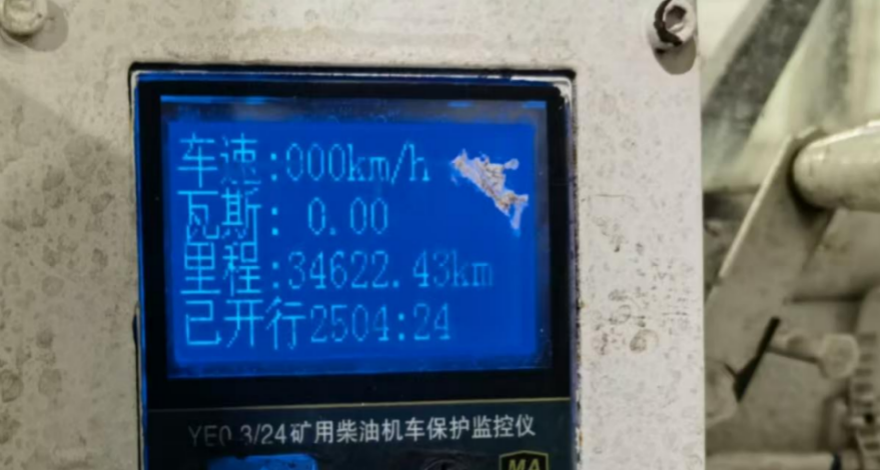 车速:000km/h
瓦斯: 0.00
里程:34622.43km
已开行2504:24
YE0.3/24矿用柴油机车保护监控仪
MA